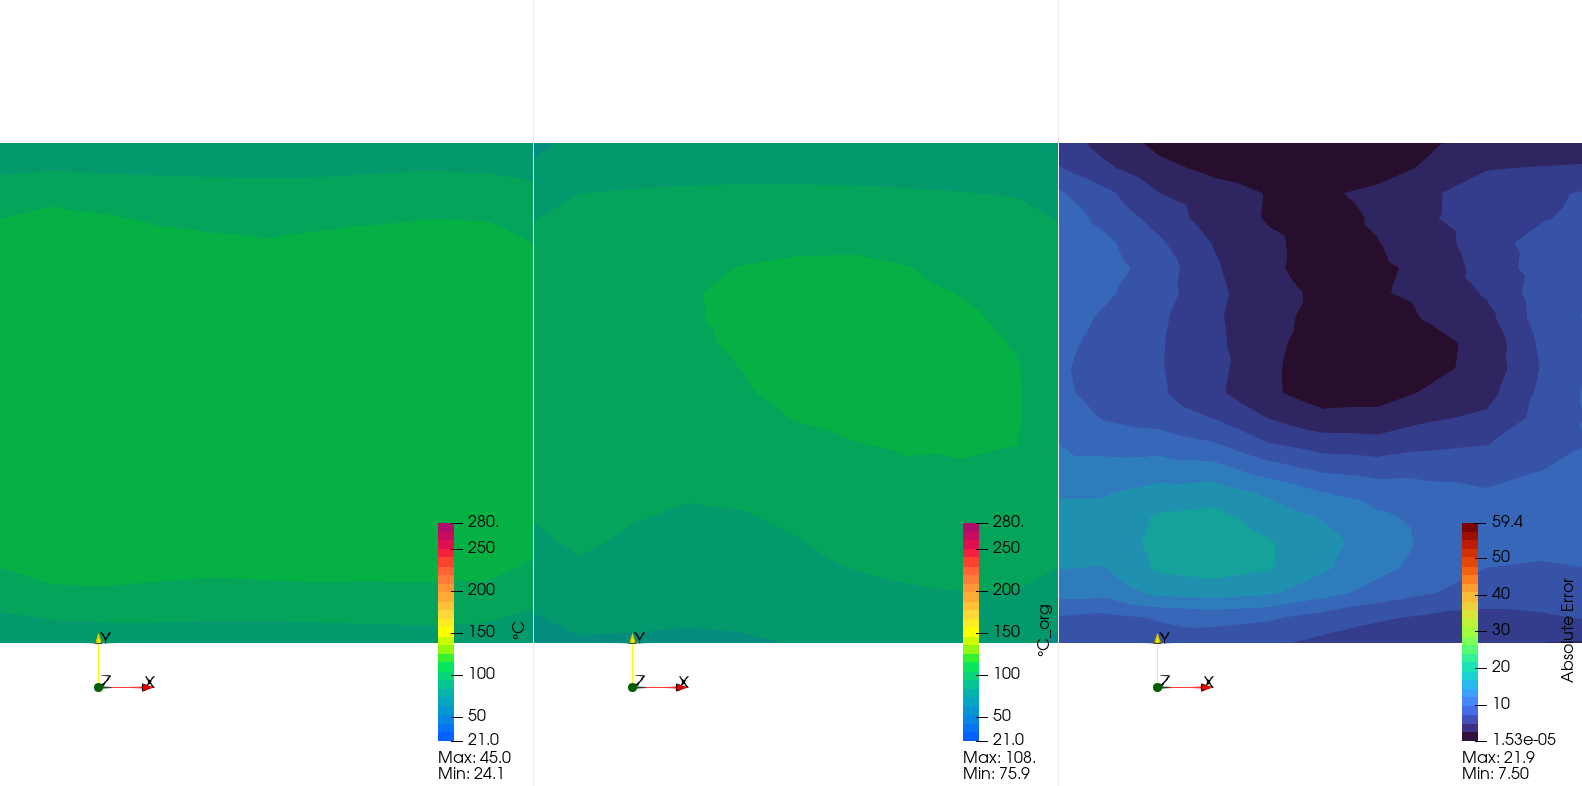 280.
250
200
150
100
50
21.0
°C
Max: 45.0
Min: 24.1
Y
Z
X
280.
250
200
150
100
50
21.0
°C_org
Max: 108.
Min: 75.9
Y
Z
X
59.4
50
40
30
20
10
1.53e-05
Absolute Error
Max: 21.9
Min: 7.50
Y
Z
X